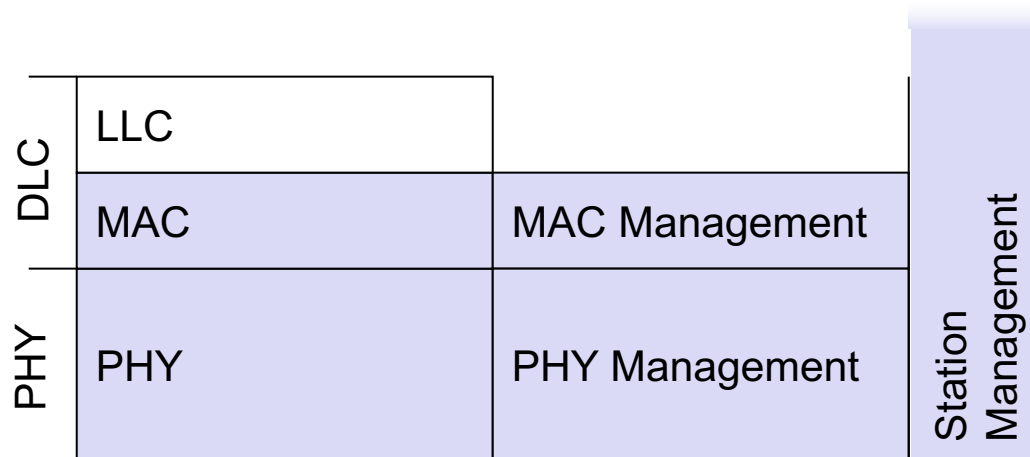 DLC
LLC
MAC
MAC Management
PHY
PHY
PHY Management
Station
Management